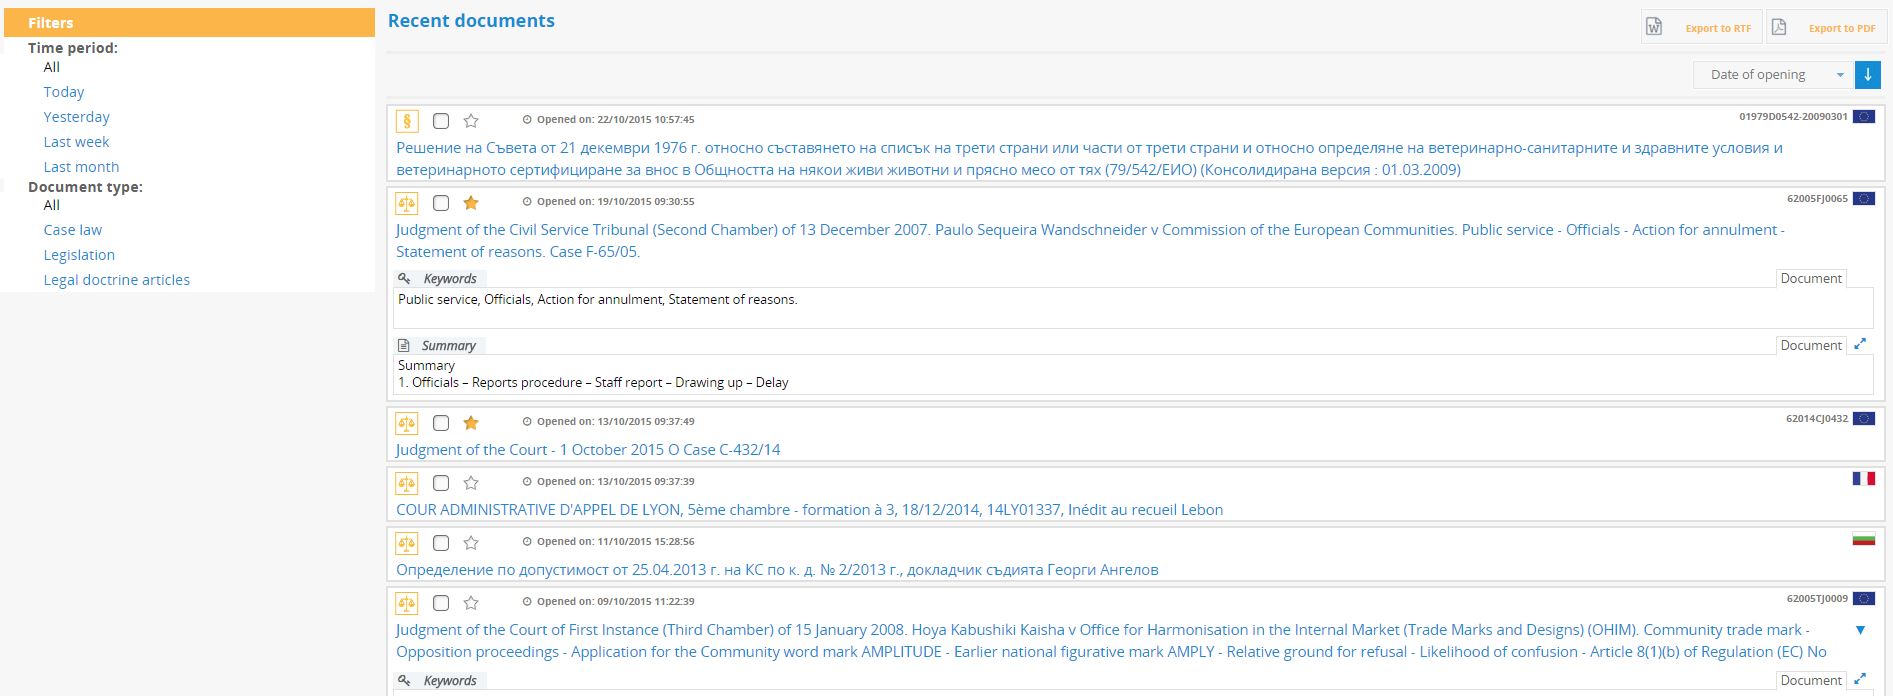 Filters
Time period:
All
Today
Yesterday
Last week
Last month
Document type:
All
Case law
Legislation
Legal doctrine articles
Recent documents
Export to RTF
Export to PDF
Date of opening
§ Opened on: 22/10/2015 10:57:45
01979D0542-20090301
Решение на Съвета от 21 декември 1976 г. относно съставянето на списък на трети страни или части от трети страни и относно определяне на ветеринарно-санитарните и здравните условия и
ветеринарното сертифициране за внос в Общността на някои живи животни и прясно месо от тях (79/542/ЕИО) (Консолидирана версия : 01.03.2009)
Opened on: 19/10/2015 09:30:55
62005FJ0065
Judgment of the Civil Service Tribunal (Second Chamber) of 13 December 2007. Paulo Sequeira Wandschneider v Commission of the European Communities. Public service - Officials - Action for annulment -
Statement of reasons. Case F-65/05.
Keywords
Document
Public service, Officials, Action for annulment, Statement of reasons.
Summary
Document
Summary
1. Officials – Reports procedure – Staff report – Drawing up – Delay
Opened on: 13/10/2015 09:37:49
62014CJ0432
Judgment of the Court - 1 October 2015 O Case C-432/14
Opened on: 13/10/2015 09:37:39
COUR ADMINISTRATIVE D'APPEL DE LYON, 5ème chambre - formation à 3, 18/12/2014, 14LY01337, Inédit au recueil Lebon
Opened on: 11/10/2015 15:28:56
Определение по допустимост от 25.04.2013 г. на КС по к. д. № 2/2013 г., докладчик съдията Георги Ангелов
Opened on: 09/10/2015 11:22:39
62005TJ0009
Judgment of the Court of First Instance (Third Chamber) of 15 January 2008. Hoya Kabushiki Kaisha v Office for Harmonisation in the Internal Market (Trade Marks and Designs) (OHIM). Community trade mark -
Opposition proceedings - Application for the Community word mark AMPLITUDE - Earlier national figurative mark AMPLY - Relative ground for refusal - Likelihood of confusion - Article 8(1)(b) of Regulation (EC) No
Keywords
Document